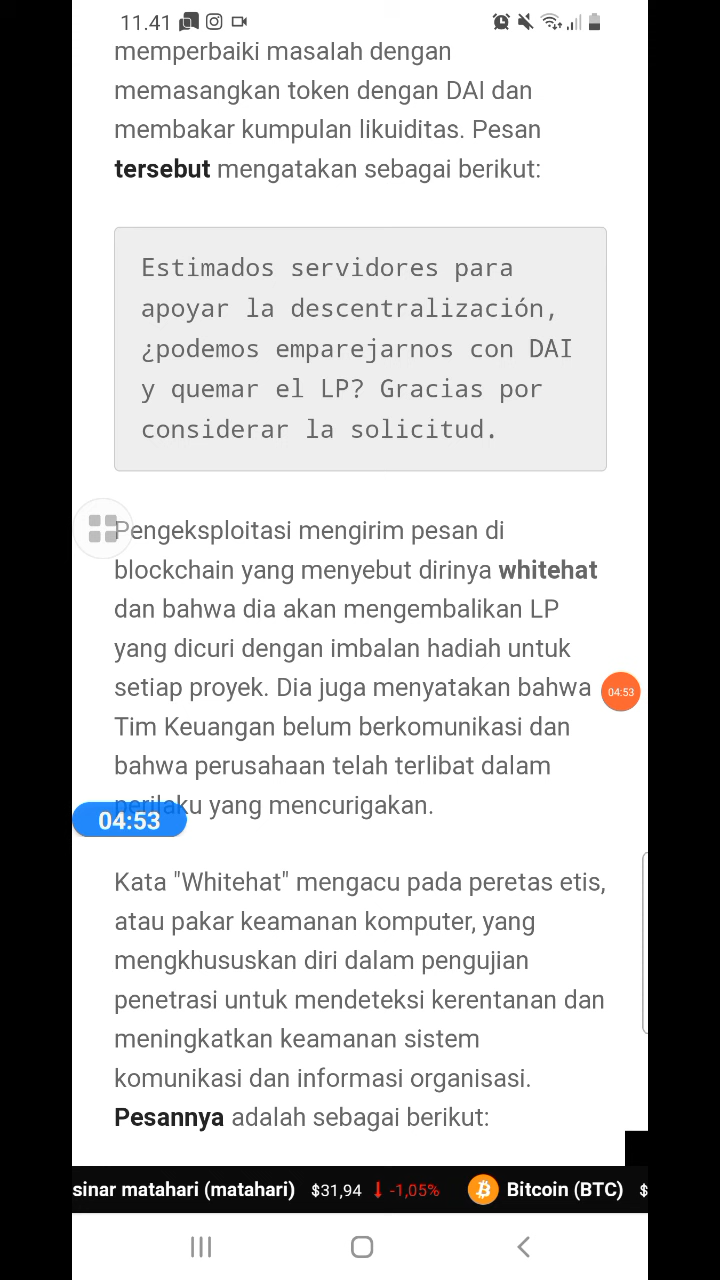 11.41
memperbaiki masalah dengan
memasangkan token dengan DAI dan
membakar kumpulan likuiditas. Pesan
tersebut mengatakan sebagai berikut:
Estimados servidores para
apoyar la descentralización,
¿podemos emparejarnos con DAI
y quemar el LP? Gracias por
considerar la solicitud.
Pengeksploitasi mengirim pesan di
blockchain yang menyebut dirinya whitehat
dan bahwa dia akan mengembalikan LP
yang dicuri dengan imbalan hadiah untuk
setiap proyek. Dia juga menyatakan bahwa
04:53
Tim Keuangan belum berkomunikasi dan
bahwa perusahaan telah terlibat dalam
perilaku yang mencurigakan.
04:53
Kata "Whitehat" mengacu pada peretas etis,
atau pakar keamanan komputer, yang
mengkhususkan diri dalam pengujian
penetrasi untuk mendeteksi kerentanan dan
meningkatkan keamanan sistem
komunikasi dan informasi organisasi.
Pesannya adalah sebagai berikut:
sinar matahari (matahari) $31,94 -1,05% Bitcoin (BTC) $